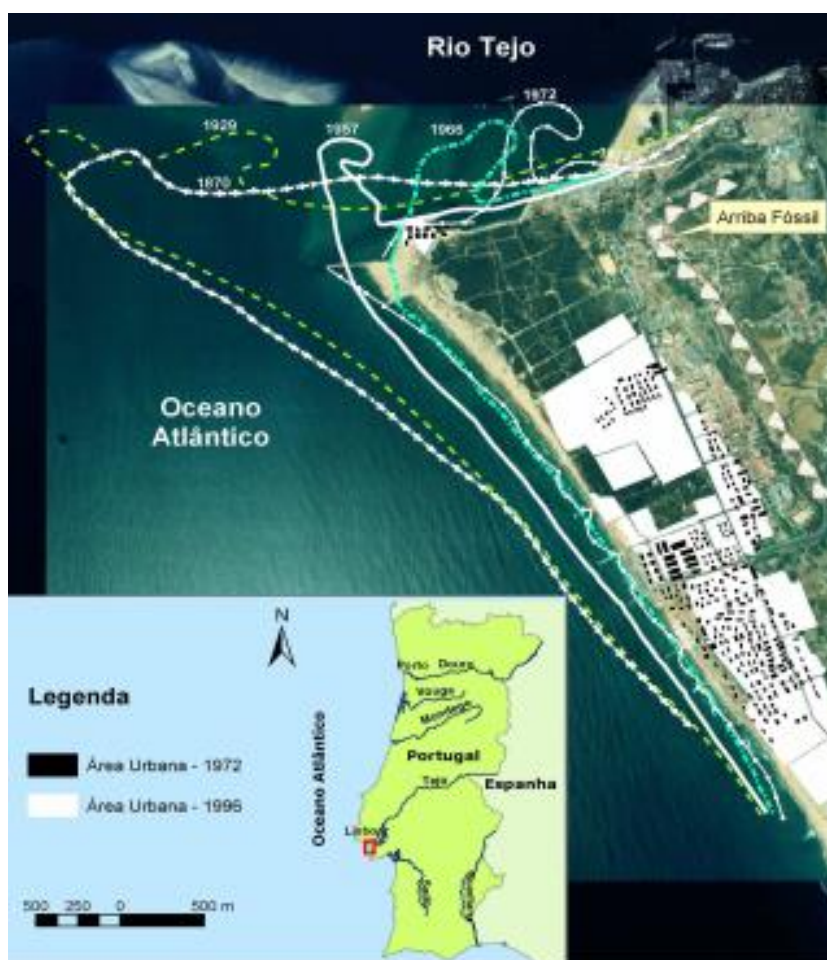 Rio Tejo
1972
1929
1957
1966
1870
Arriba Fóssil
Oceano
Atlântico
N
Porto
Douro
Vouga
Mondego
Legenda
Oceano Atlântico
Portugal
Área Urbana - 1972
Tejo
Espanha
Área Urbana - 1996
Lisboa
500 250 0 500 m